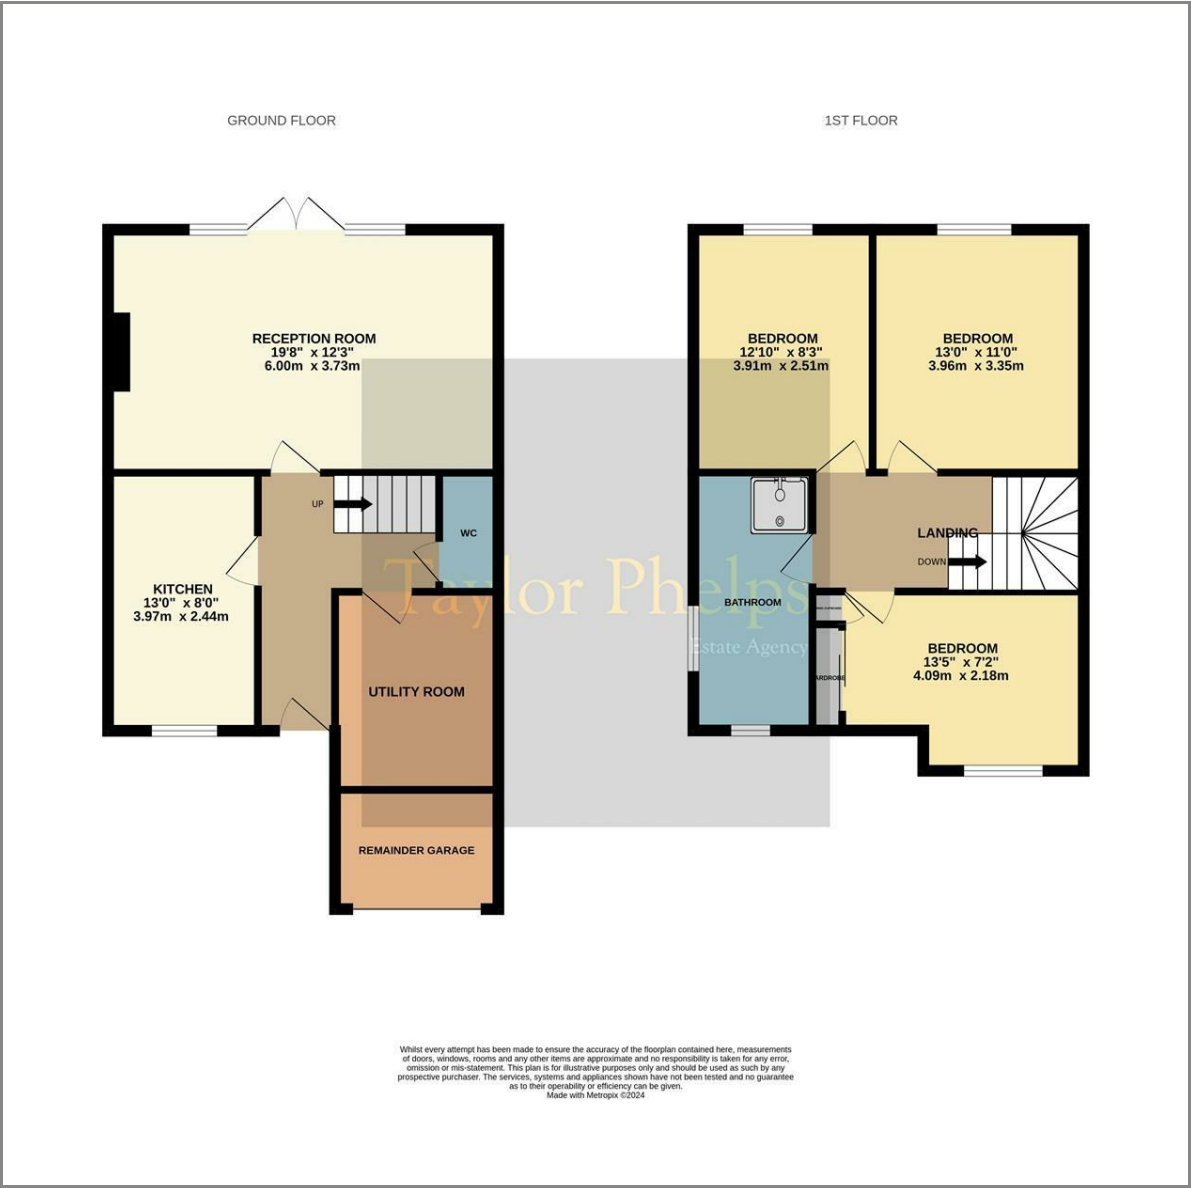 GROUND FLOOR
1ST FLOOR
RECEPTION ROOM
19'8" x 12'3"
6.00m x 3.73m
UP
WC
KITCHEN
13'0" x 8'0"
3.97m x 2.44m
UTILITY ROOM
REMAINDER GARAGE
BEDROOM
12'10" x 8'3"
3.91m x 2.51m
BEDROOM
13'0" x 11'0"
3.96m x 3.35m
LANDING
DOWN
BATHROOM
BEDROOM
13'5" x 7'2"
4.09m x 2.18m
ARDROBE
Taylor Phelps
Estate Agency
Whilst every attempt has been made to ensure the accuracy of the floorplan contained here, measurements
of doors, windows, rooms and any other items are approximate and no responsibility is taken for any error,
omission or mis-statement. This plan is for illustrative purposes only and should be used as such by any
prospective purchaser. The services, systems and appliances shown have not been tested and no guarantee
as to their operability or efficiency can be given.
Made with Metropix ©2024